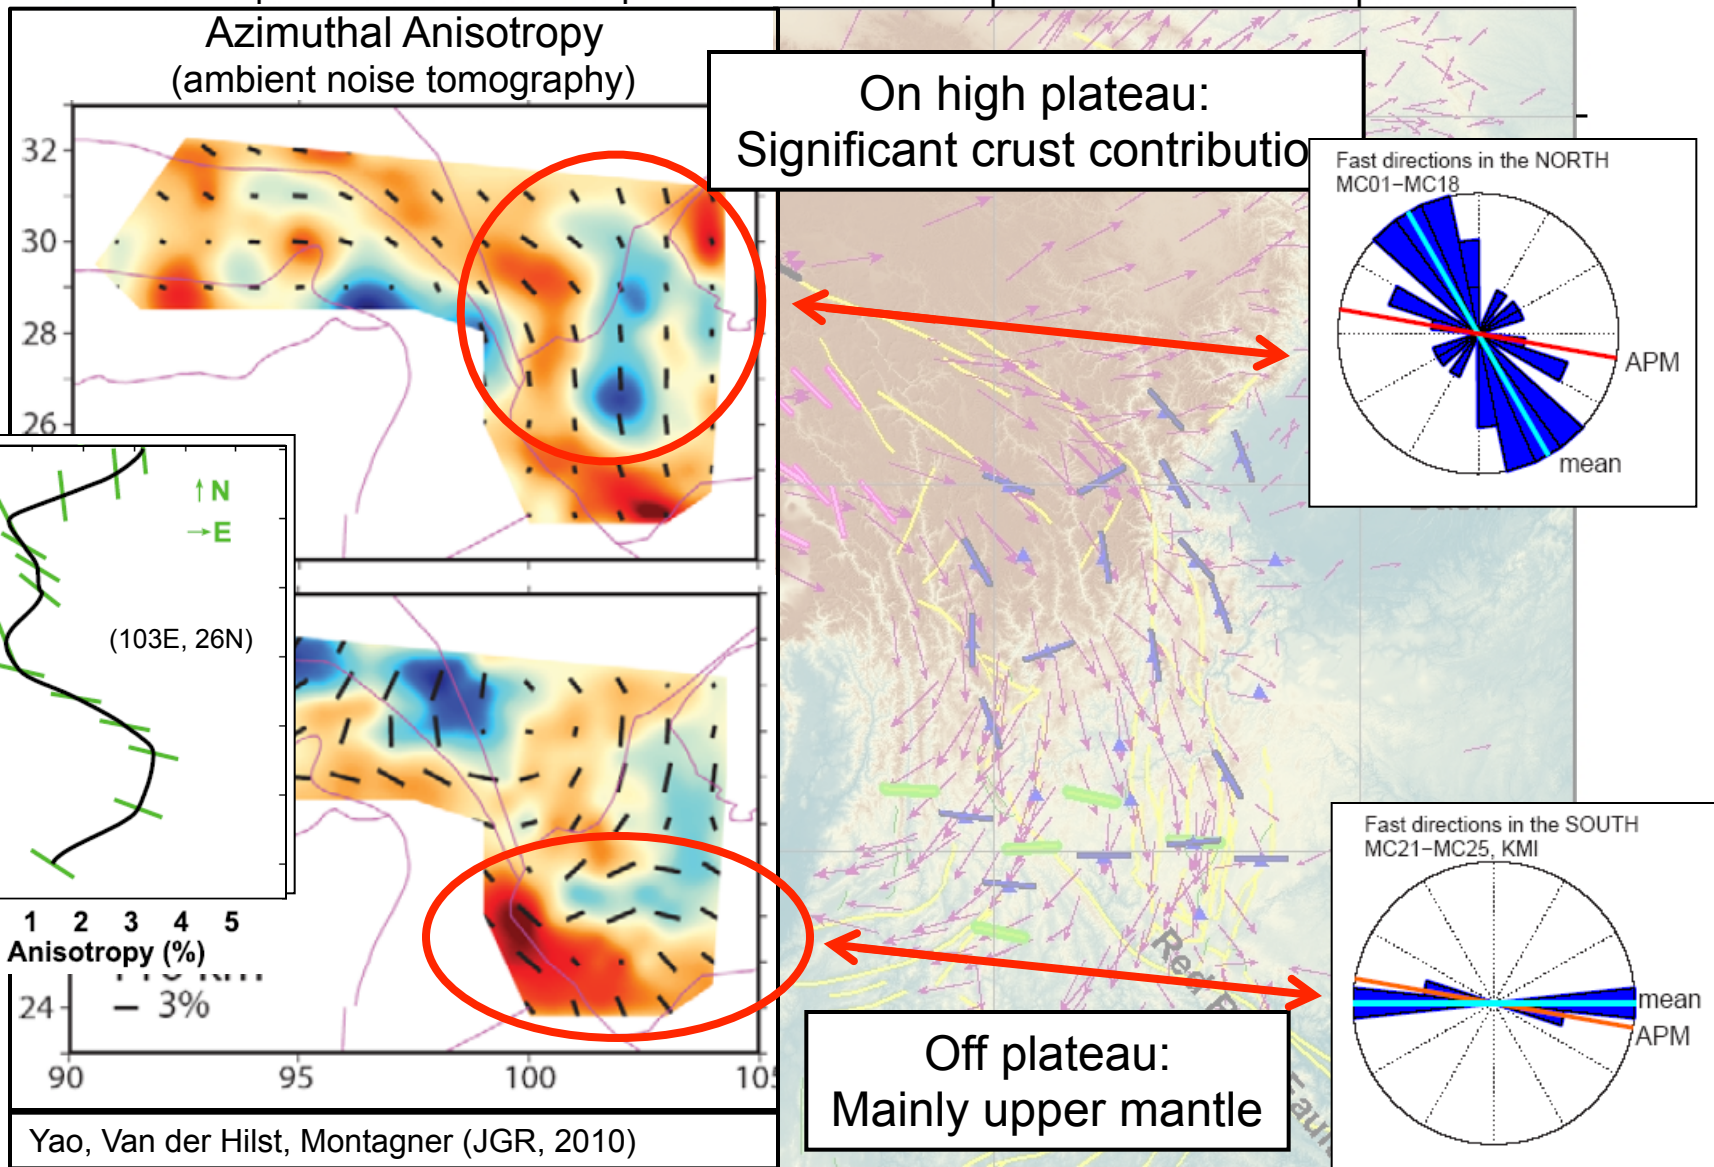 Azimuthal Anisotropy
(ambient noise tomography)
On high plateau:
Significant crust contributio
Fast directions in the NORTH
MC01-MC18
APM
mean
32
30
28
26
↑N
→E
(103E, 26N)
1 2 3 4 5
Anisotropy (%)
3%
24
90 95 100 105
Fast directions in the SOUTH
MC21-MC25, KMI
mean
APM
Off plateau:
Mainly upper mantle
Red
Yao, Van der Hilst, Montagner (JGR, 2010)